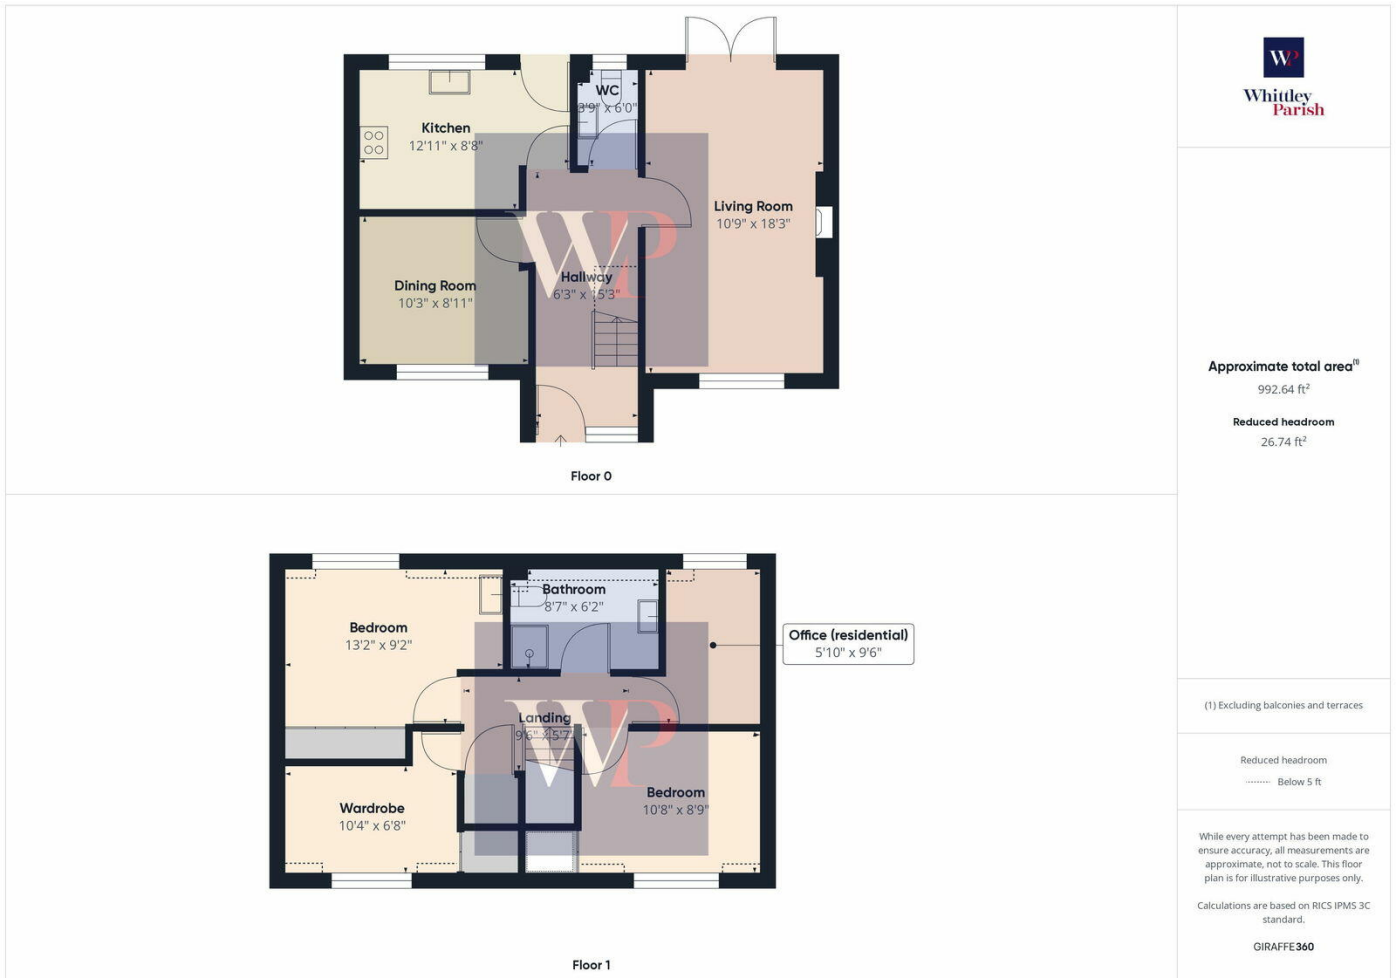 WC
3'9" x 6'0"
Kitchen
12'11" x 8'8"
Living Room
10'9" x 18'3"
WP
Hallway
6'3" x 15'3"
Dining Room
10'3" x 8'11"
Floor 0
Bathroom
8'7" x 6'2"
Bedroom
13'2" x 9'2"
Office (residential)
5'10" x 9'6"
Landing
9'6" x 5'7"
WP
Bedroom
10'8" x 8'9"
Wardrobe
10'4" x 6'8"
Floor 1
WP
Whittley
Parish
Approximate total area(1)
992.64 ft²
Reduced headroom
26.74 ft²
(1) Excluding balconies and terraces
Reduced headroom
Below 5 ft
While every attempt has been made to
ensure accuracy, all measurements are
approximate, not to scale. This floor
plan is for illustrative purposes only.
Calculations are based on RICS IPMS 3C
standard.
GIRAFFE360